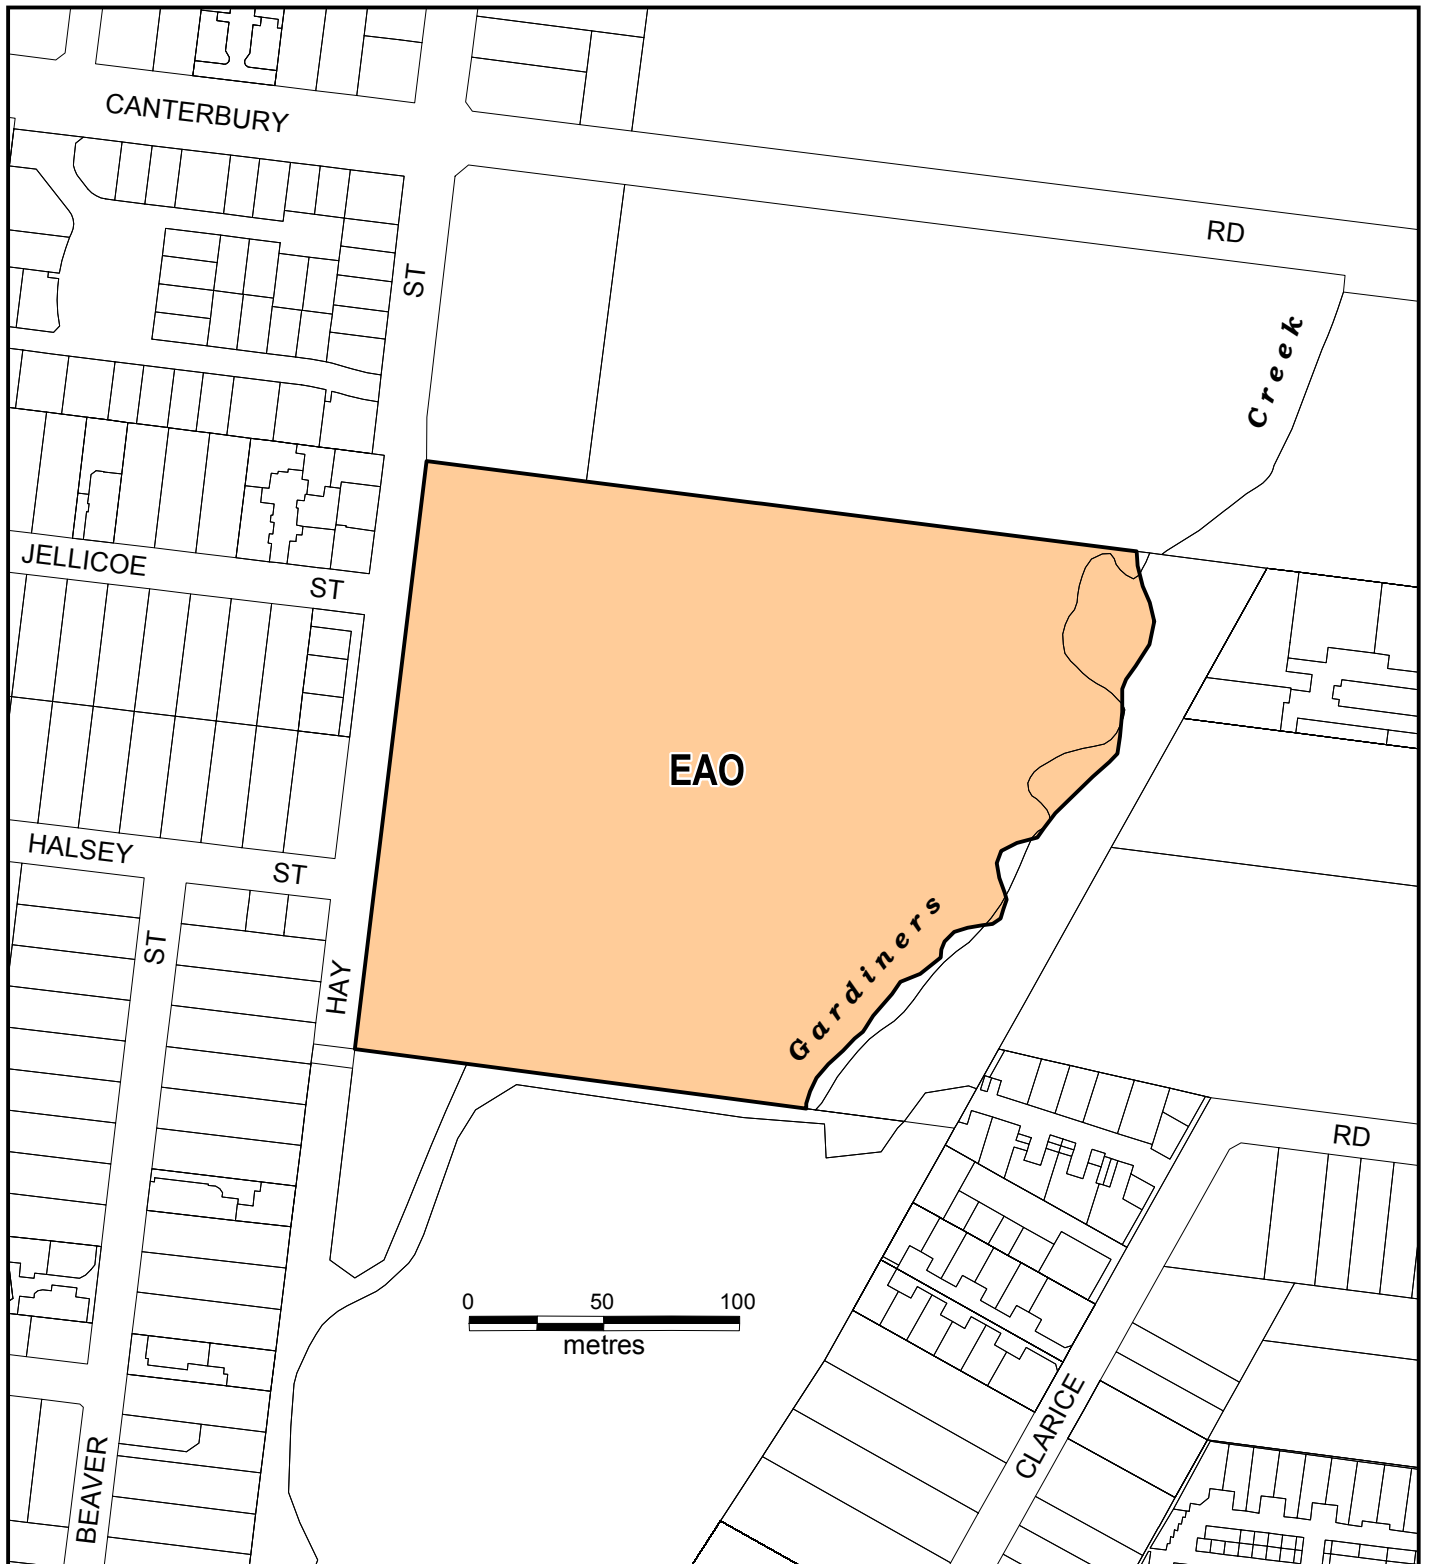 CANTERBURY
RD
ST
Creek
JELLICOE
ST
EAO
HALSEY
ST
ST
HAY
Gardiners
RD
0 50 100
metres
CLARICE
BEAVER